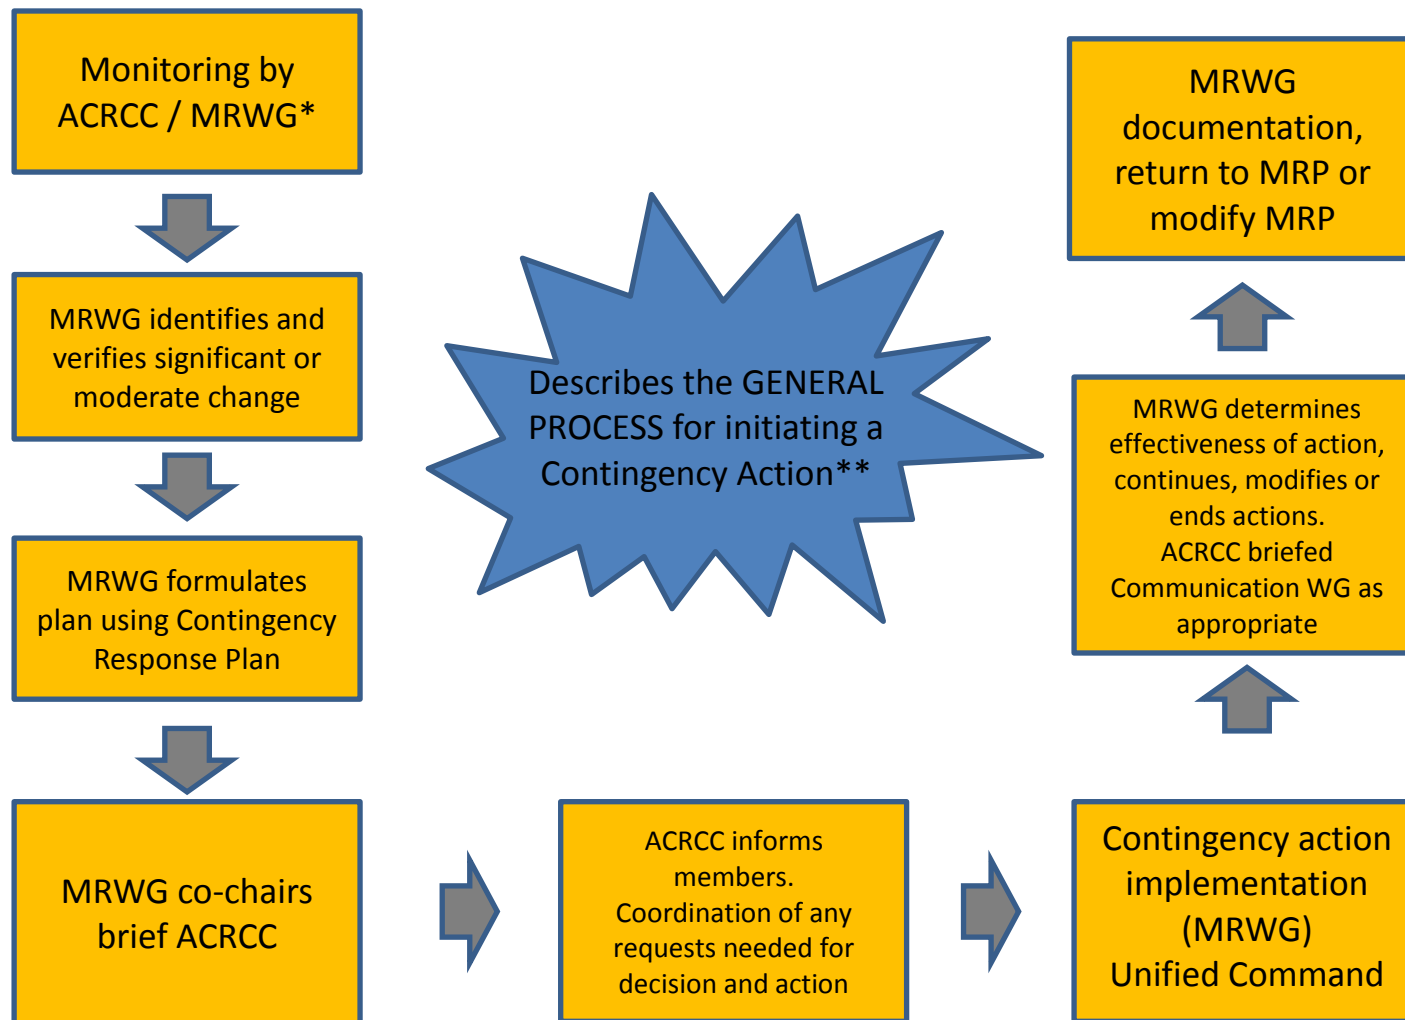 Monitoring by
ACRCC / MRWG*
MRWG identifies and
verifies significant or
moderate change
MRWG formulates
plan using Contingency
Response Plan
MRWG co-chairs
brief ACRCC
Describes the GENERAL
PROCESS for initiating a
Contingency Action**
ACRCC informs
members.
Coordination of any
requests needed for
decision and action
Contingency action
implementation
(MRWG)
Unified Command
MRWG determines
effectiveness of action,
continues, modifies or
ends actions.
ACRCC briefed
Communication WG as
appropriate
MRWG
documentation,
return to MRP or
modify MRP